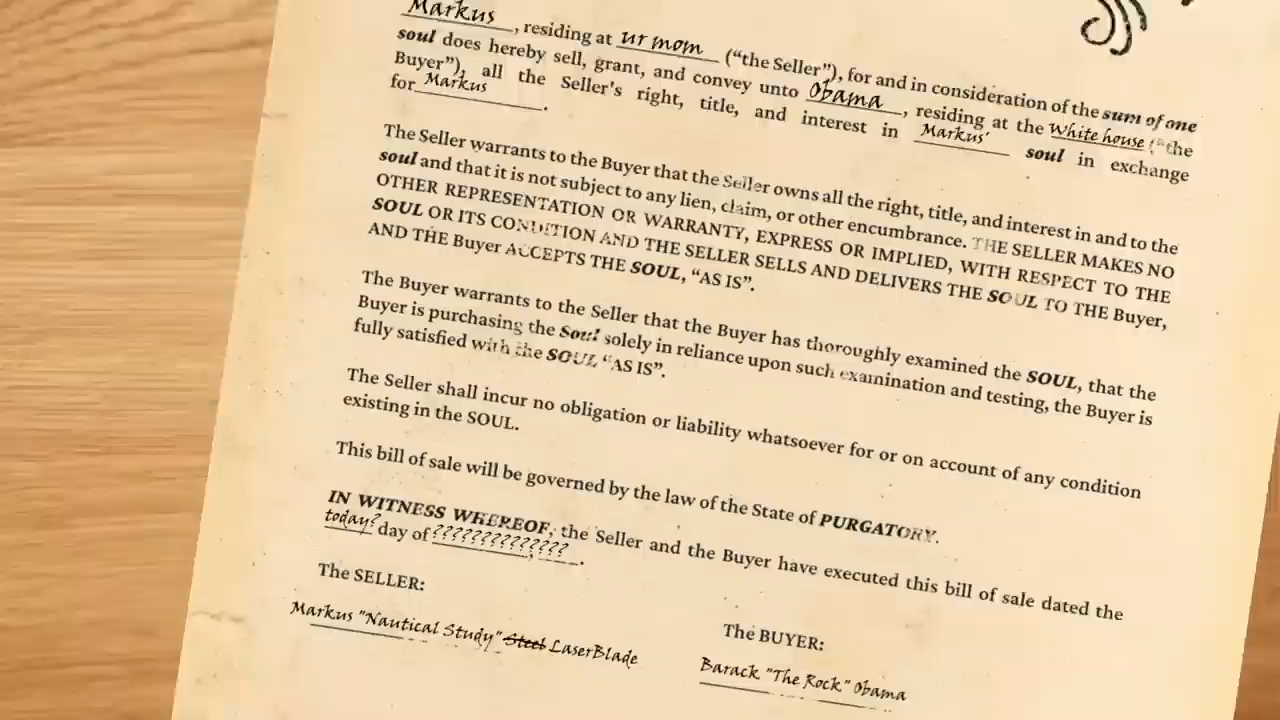 Markus, residing at ur mom (“the Seller”), for and in consideration of the sum of one
soul does hereby sell, grant, and convey unto Obama, residing at the White house (“the
Buyer”), all the Seller's right, title, and interest in Markus' soul in exchange
for Markus.
The Seller warrants to the Buyer that the Seller owns all the right, title, and interest in and to the
soul and that it is not subject to any lien, claim, or other encumbrance. THE SELLER MAKES NO
OTHER REPRESENTATION OR WARRANTY, EXPRESS OR IMPLIED, WITH RESPECT TO THE
SOUL OR ITS CONDITION AND THE SELLER SELLS AND DELIVERS THE SOUL TO THE Buyer,
AND THE Buyer ACCEPTS THE SOUL, “AS IS”.
The Buyer warrants to the Seller that the Buyer has thoroughly examined the SOUL, that the
Buyer is purchasing the Soul solely in reliance upon such examination and testing, the Buyer is
fully satisfied with the SOUL “AS IS”.
The Seller shall incur no obligation or liability whatsoever for or on account of any condition
existing in the SOUL.
This bill of sale will be governed by the law of the State of PURGATORY.
IN WITNESS WHEREOF, the Seller and the Buyer have executed this bill of sale dated the
today? day of ??????????????, .
The SELLER:
Markus "Nautical Study" Steel LaserBlade
The BUYER:
Barack "The Rock" Obama